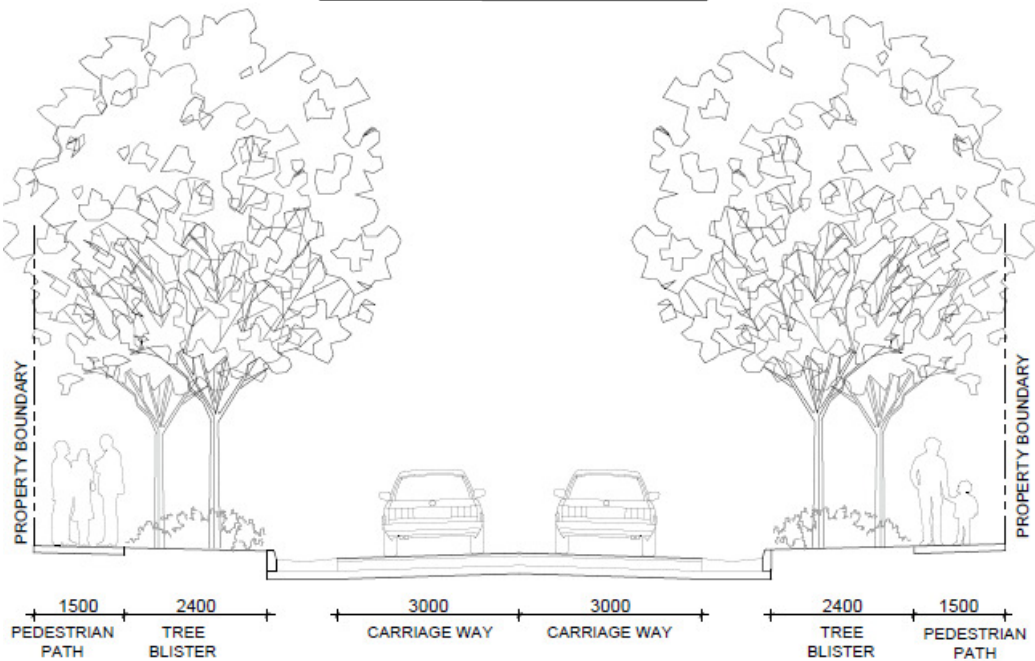 PROPERTY BOUNDARY
PROPERTY BOUNDARY
1500 2400 3000 3000 2400 1500
PEDESTRIAN PATH
TREE BLISTER
CARRIAGE WAY
CARRIAGE WAY
TREE BLISTER
PEDESTRIAN PATH